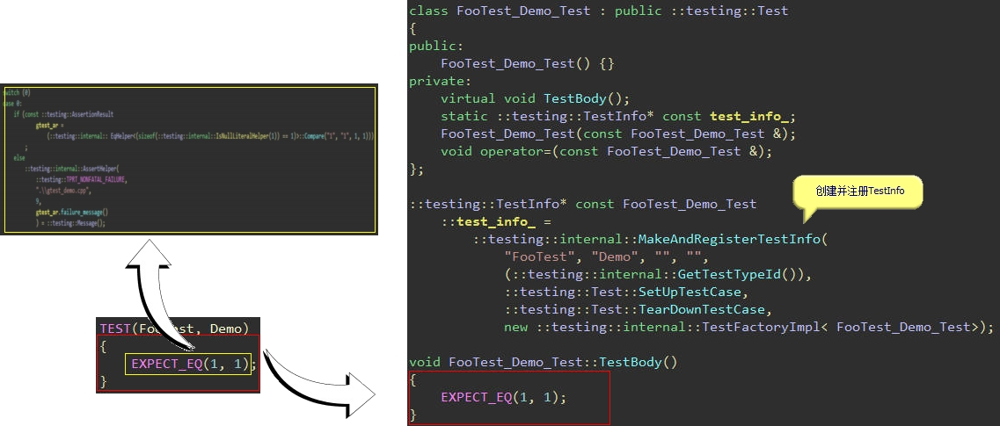 switch (0)
case 0:
if (const ::testing::AssertionResult
gtest_ar =
(::testing::internal:: EqHelper<(sizeof(::testing::internal::IsNullLiteralHelper(1)) == 1)>::Compare("1", "1", 1, 1)))
;
else
::testing::internal::AssertHelper(
::testing::TPRT_NONFATAL_FAILURE,
".\\gtest_demo.cpp",
9,
gtest_ar.failure_message()
) = ::testing::Message();
TEST(FooTest, Demo)
{
EXPECT_EQ(1, 1);
}
class FooTest_Demo_Test : public ::testing::Test
{
public:
FooTest_Demo_Test() {}
private:
virtual void TestBody();
static ::testing::TestInfo* const test_info_;
FooTest_Demo_Test(const FooTest_Demo_Test &);
void operator=(const FooTest_Demo_Test &);
};
创建并注册TestInfo
::testing::TestInfo* const FooTest_Demo_Test
::test_info_ =
::testing::internal::MakeAndRegisterTestInfo(
"FooTest", "Demo", "", "",
(::testing::internal::GetTestTypeId()),
::testing::Test::SetUpTestCase,
::testing::Test::TearDownTestCase,
new ::testing::internal::TestFactoryImpl< FooTest_Demo_Test>);
void FooTest_Demo_Test::TestBody()
{
EXPECT_EQ(1, 1);
}